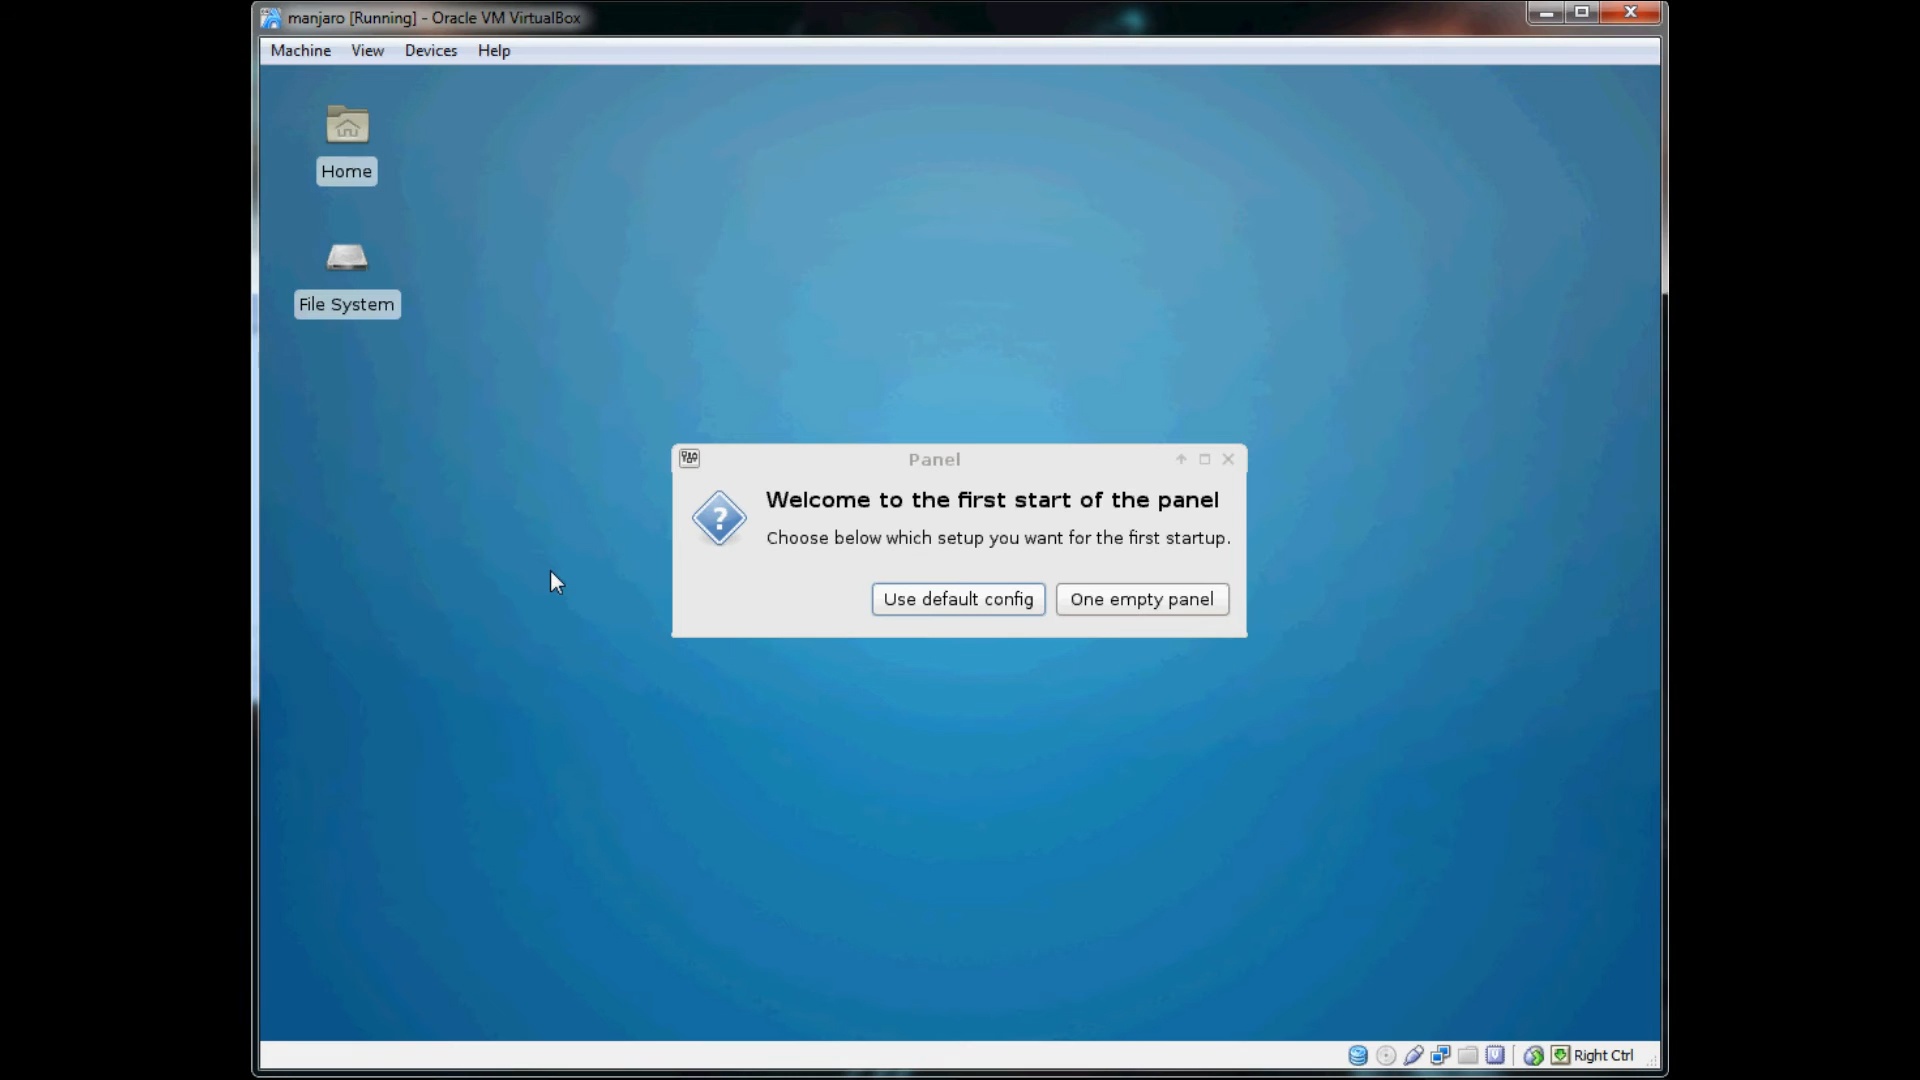 manjaro [Running] - Oracle VM VirtualBox
Machine View Devices Help
Home
File System
Panel
Welcome to the first start of the panel
Choose below which setup you want for the first startup.
Use default config One empty panel
Right Ctrl